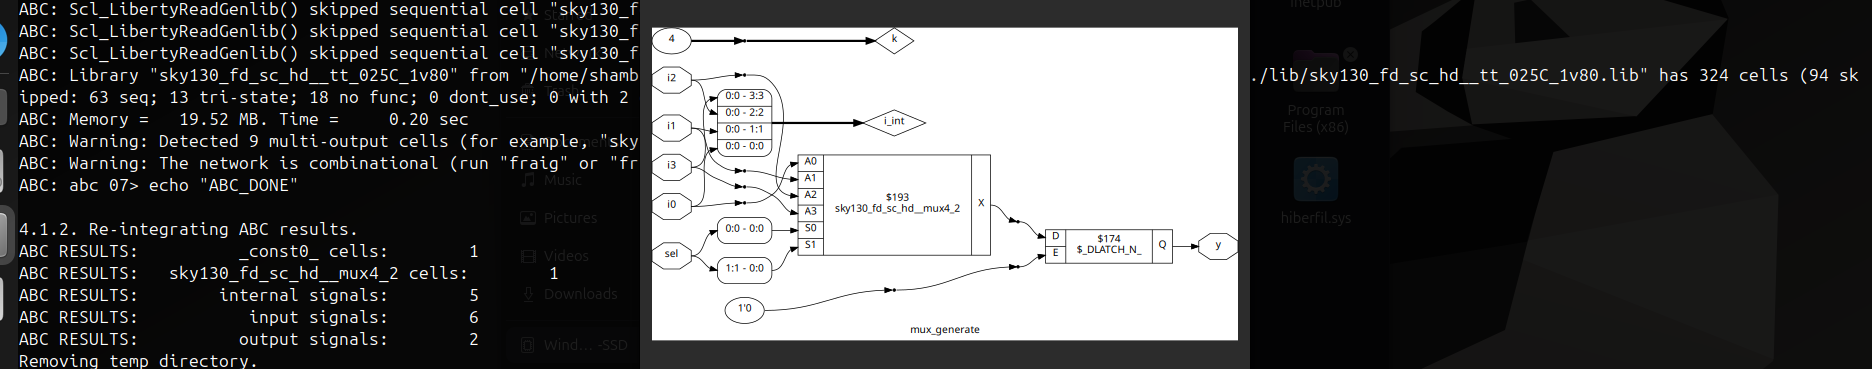 ABC: Scl_LibertyReadGenlib() skipped sequential cell "sky130_f
ABC: Scl_LibertyReadGenlib() skipped sequential cell "sky130_f
ABC: Scl_LibertyReadGenlib() skipped sequential cell "sky130_f
ABC: Library "sky130_fd_sc_hd__tt_025C_1v80" from "/home/shamb
ipped: 63 seq; 13 tri-state; 18 no func; 0 dont_use; 0 with 2
ABC: Memory =   19.52 MB. Time =     0.20 sec
ABC: Warning: Detected 9 multi-output cells (for example, "sky
ABC: Warning: The network is combinational (run "fraig" or "fr
ABC: abc 07> echo "ABC_DONE"
4.1.2. Re-integrating ABC results.
ABC RESULTS:            _const0_ cells:        1
ABC RESULTS:   sky130_fd_sc_hd__mux4_2 cells:        1
ABC RESULTS:        internal signals:        5
ABC RESULTS:           input signals:        6
ABC RESULTS:          output signals:        2
Removing temp directory.
Music
Pictures
Videos
Downloads
Wind... -SSD
4
k
i2
i1
i3
i0
sel
0:0 - 3:3
0:0 - 2:2
0:0 - 1:1
0:0 - 0:0
i_int
A0
A1
A2
A3
S0
S1
$193
sky130_fd_sc_hd__mux4_2
X
0:0 - 0:0
1:1 - 0:0
1'0
D
E
$174
$_DLATCH_N_
Q
y
mux_generate
inetpub
./lib/sky130_fd_sc_hd__tt_025C_1v80.lib" has 324 cells (94 sk
Program
Files (x86)
hiberfil.sys